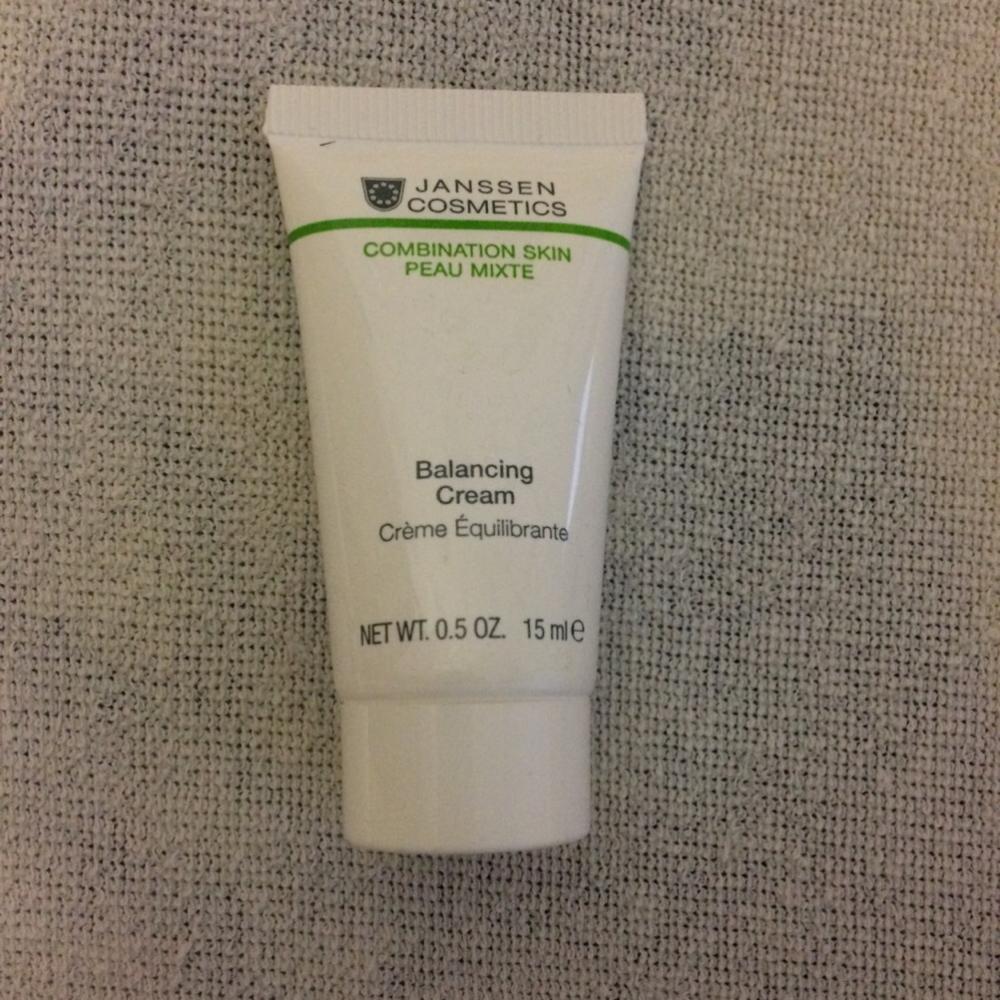 JANSSEN
COSMETICS
COMBINATION SKIN
PEAU MIXTE
Balancing
Cream
Crème Équilibrante
NET WT. 0.5 OZ. 15 ml ℮